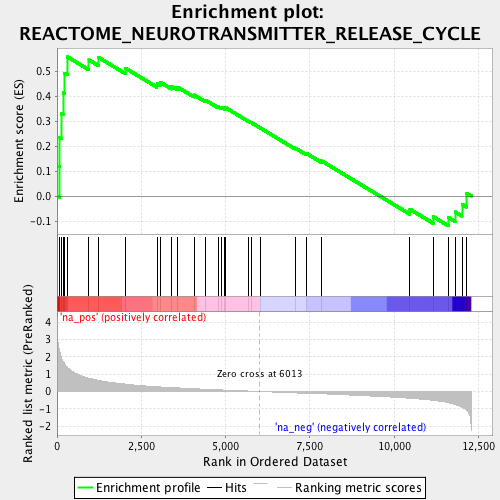 Enrichment plot:
REACTOME_NEUROTRANSMITTER_RELEASE_CYCLE
Enrichment score (ES)
0.5
0.4
0.3
0.2
0.1
0.0
-0.1
'na_pos' (positively correlated)
Ranked list metric (PreRanked)
4
3
2
1
0
-1
-2
Zero cross at 6013
'na_neg' (negatively correlated)
0
2,500
5,000
7,500
10,000
12,500
Rank in Ordered Dataset
Enrichment profile
Hits
Ranking metric scores